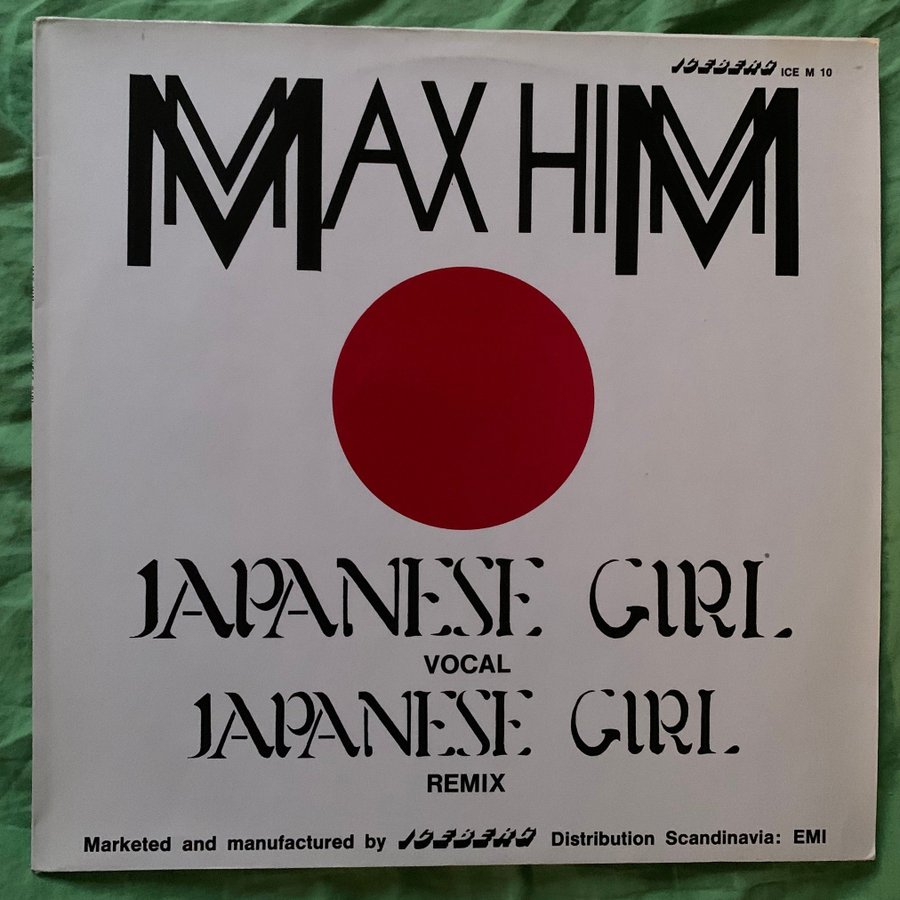 ICEBERG ICE M 10
MAX HIM
JAPANESE GIRL
VOCAL
JAPANESE GIRL
REMIX
Marketed and manufactured by ICEBERG Distribution Scandinavia: EMI